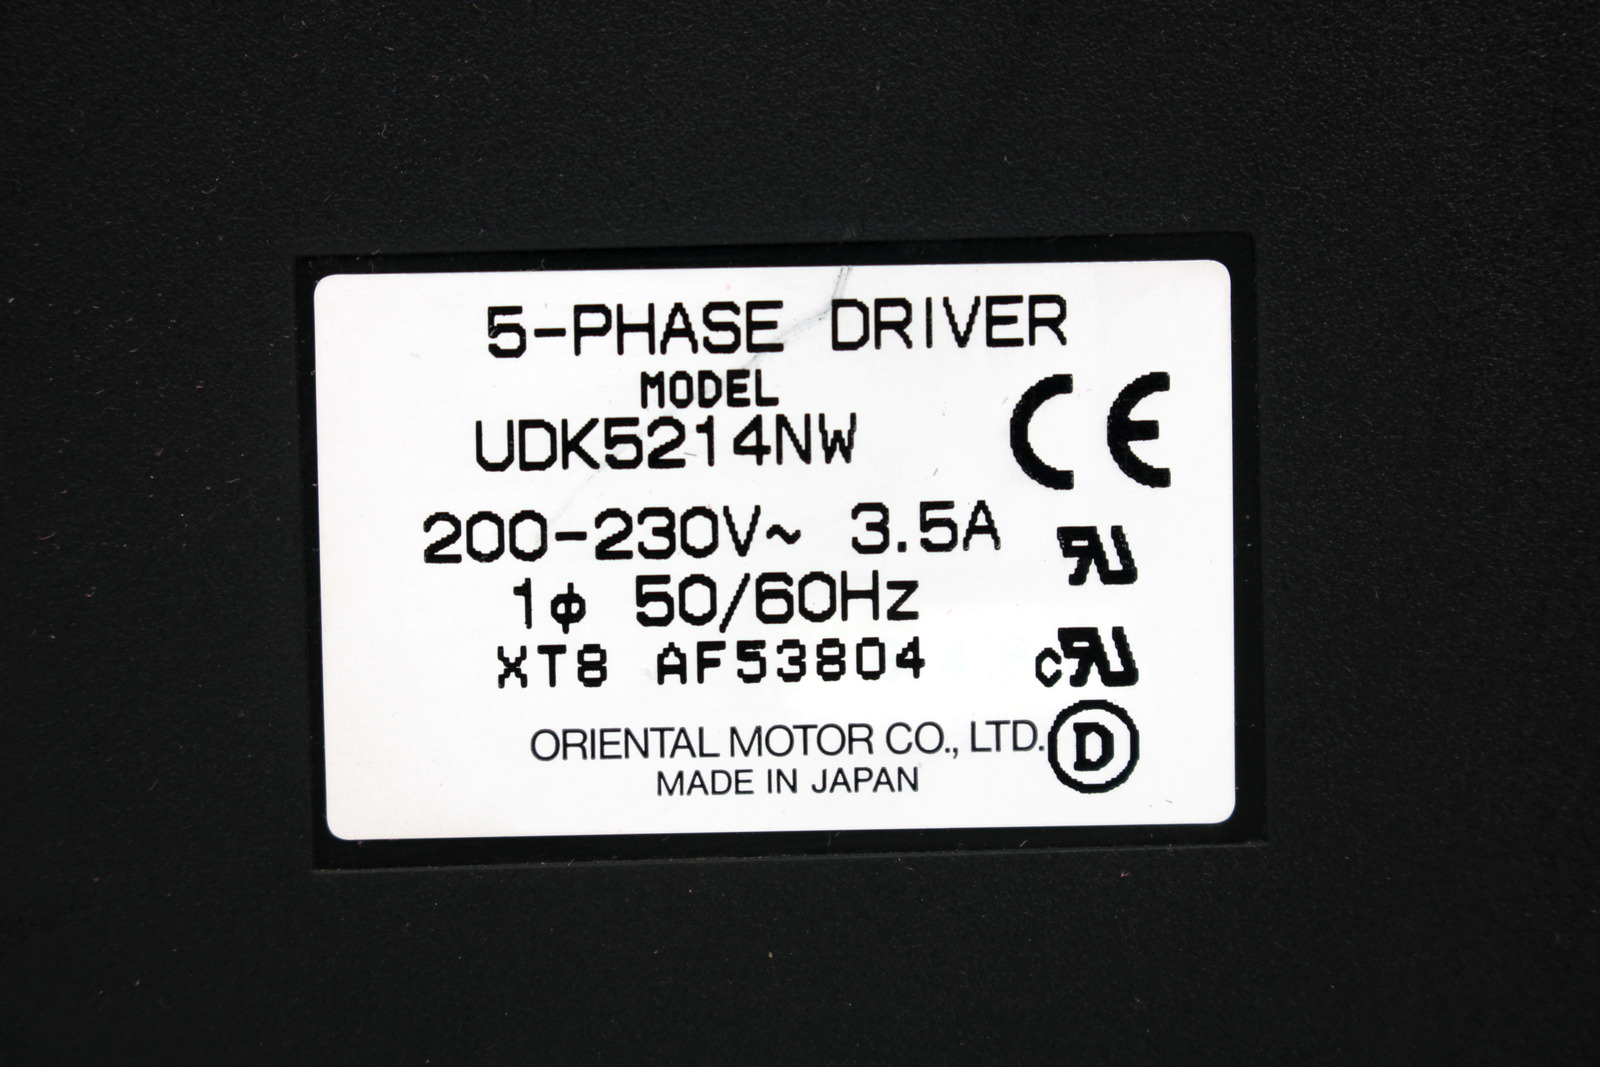 5-PHASE DRIVER
MODEL
UDK5214NW
CE
200-230V~ 3.5A
1ϕ 50/60Hz
XT8 AF53804
c
ORIENTAL MOTOR CO., LTD.
D
MADE IN JAPAN